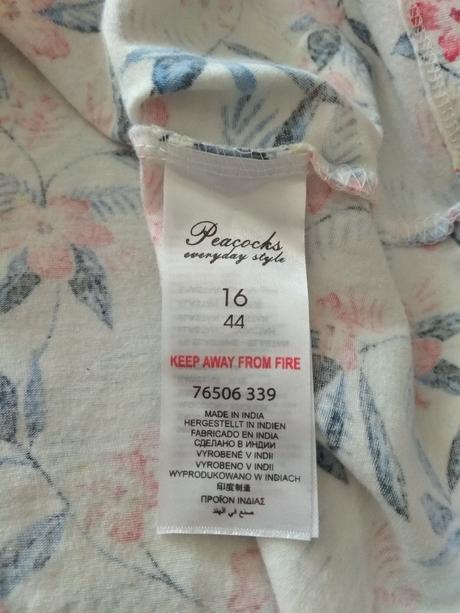 Peacocks
everyday style
16
44
KEEP AWAY FROM FIRE
76506 339
MADE IN INDIA
HERGESTELLT IN INDIEN
FABRICADO EN INDIA
СДЕЛАНО В ИНДИИ
VYROBENÉ V INDII
VYROBENO V INDII
WYPRODUKOWANO W INDIACH
印度制造
ΠΡΟΪΟΝ ΙΝΔΙΑΣ
صنع في الهند